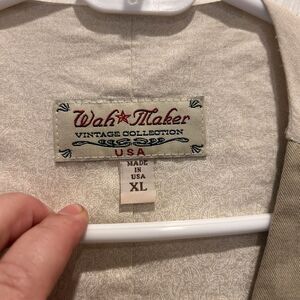 Wah★Maker
VINTAGE COLLECTION
USA
MADE
IN
USA
XL